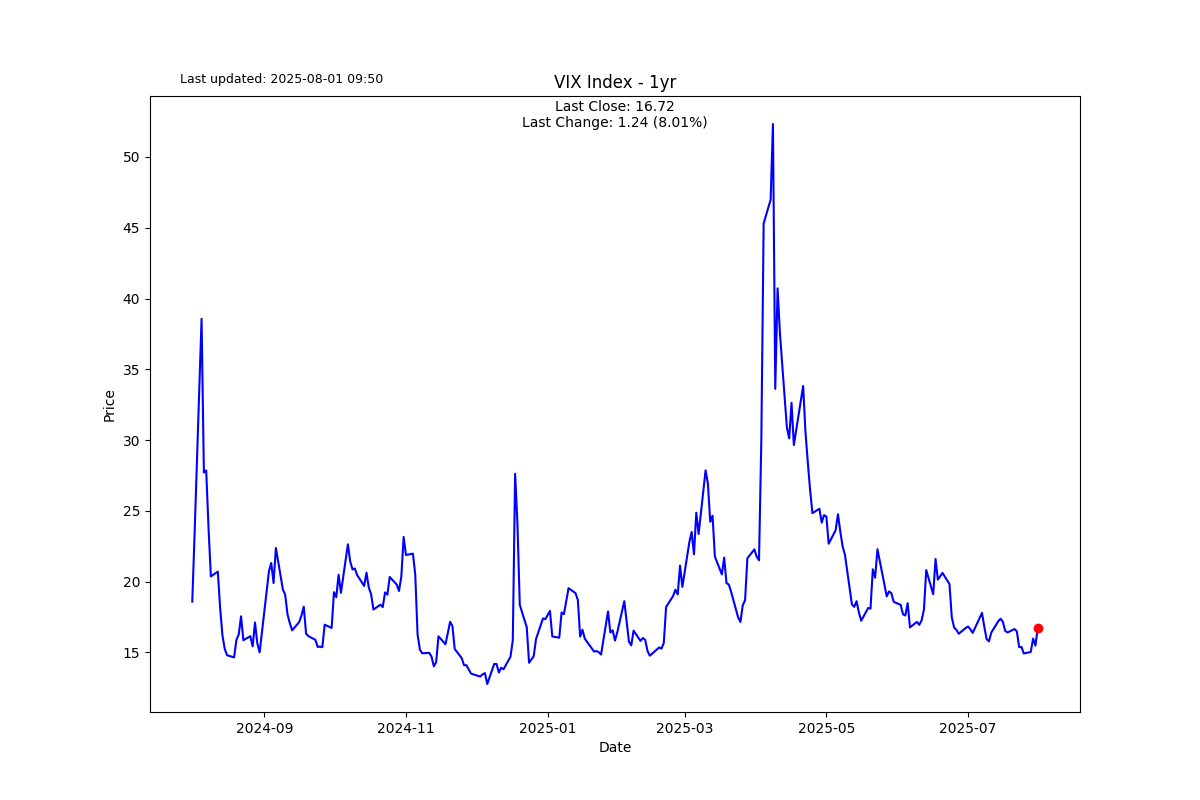 Last updated: 2025-08-01 09:50
VIX Index - 1yr
Last Close: 16.72
Last Change: 1.24 (8.01%)
50
45
40
35
30
25
20
15
Price
2024-09
2024-11
2025-01
2025-03
2025-05
2025-07
Date